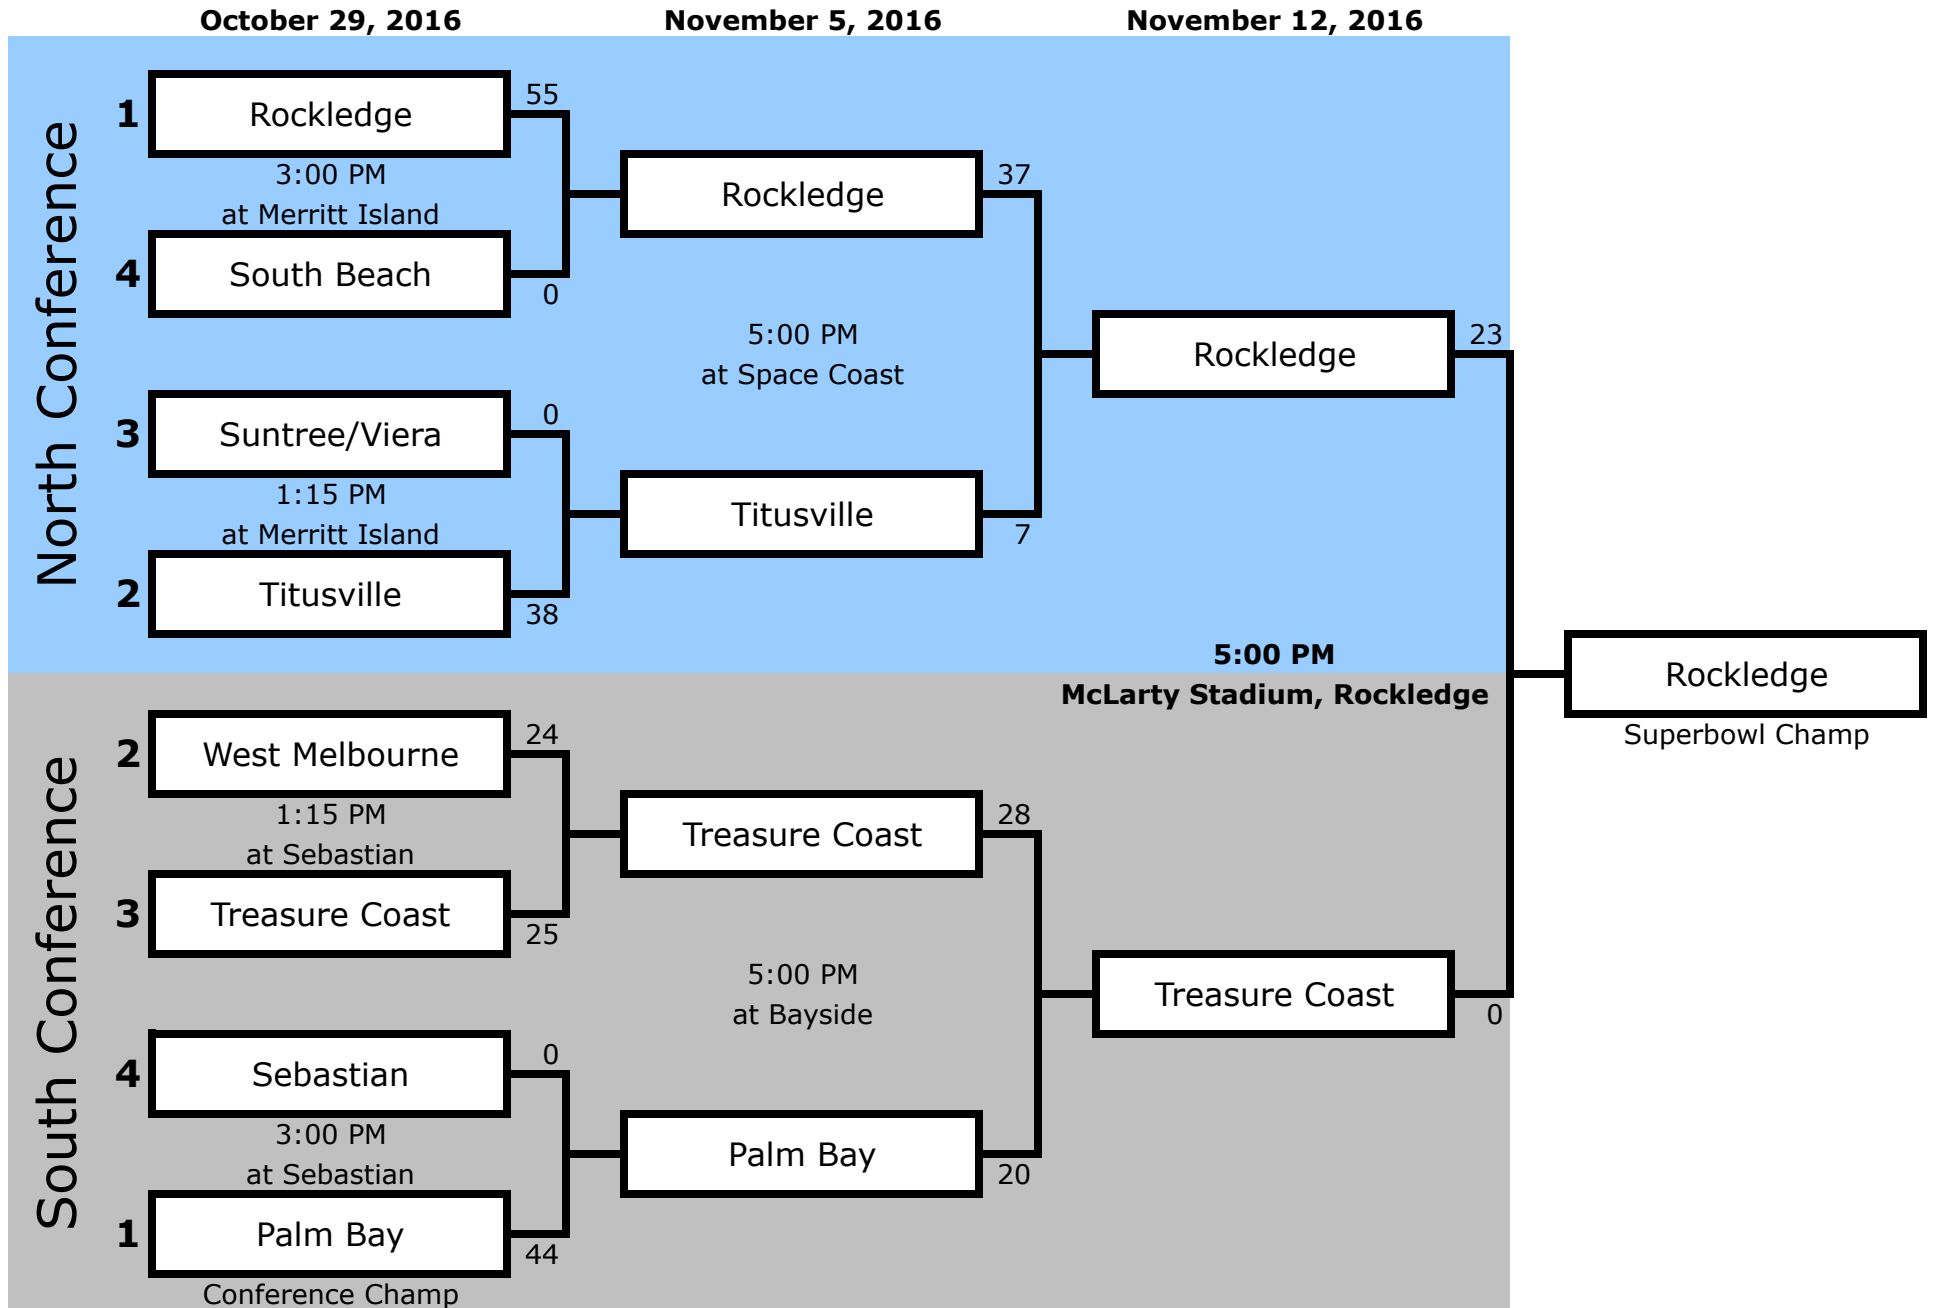 October 29, 2016
November 5, 2016
November 12, 2016
North Conference
1
Rockledge
55
3:00 PM
at Merritt Island
4
South Beach
0
3
Suntree/Viera
0
1:15 PM
at Merritt Island
2
Titusville
38
Rockledge
37
5:00 PM
at Space Coast
Titusville
7
Rockledge
23
5:00 PM
McLarty Stadium, Rockledge
Rockledge
Superbowl Champ
South Conference
2
West Melbourne
24
1:15 PM
at Sebastian
3
Treasure Coast
25
4
Sebastian
0
3:00 PM
at Sebastian
1
Palm Bay
44
Conference Champ
Treasure Coast
28
5:00 PM
at Bayside
Palm Bay
20
Treasure Coast
0